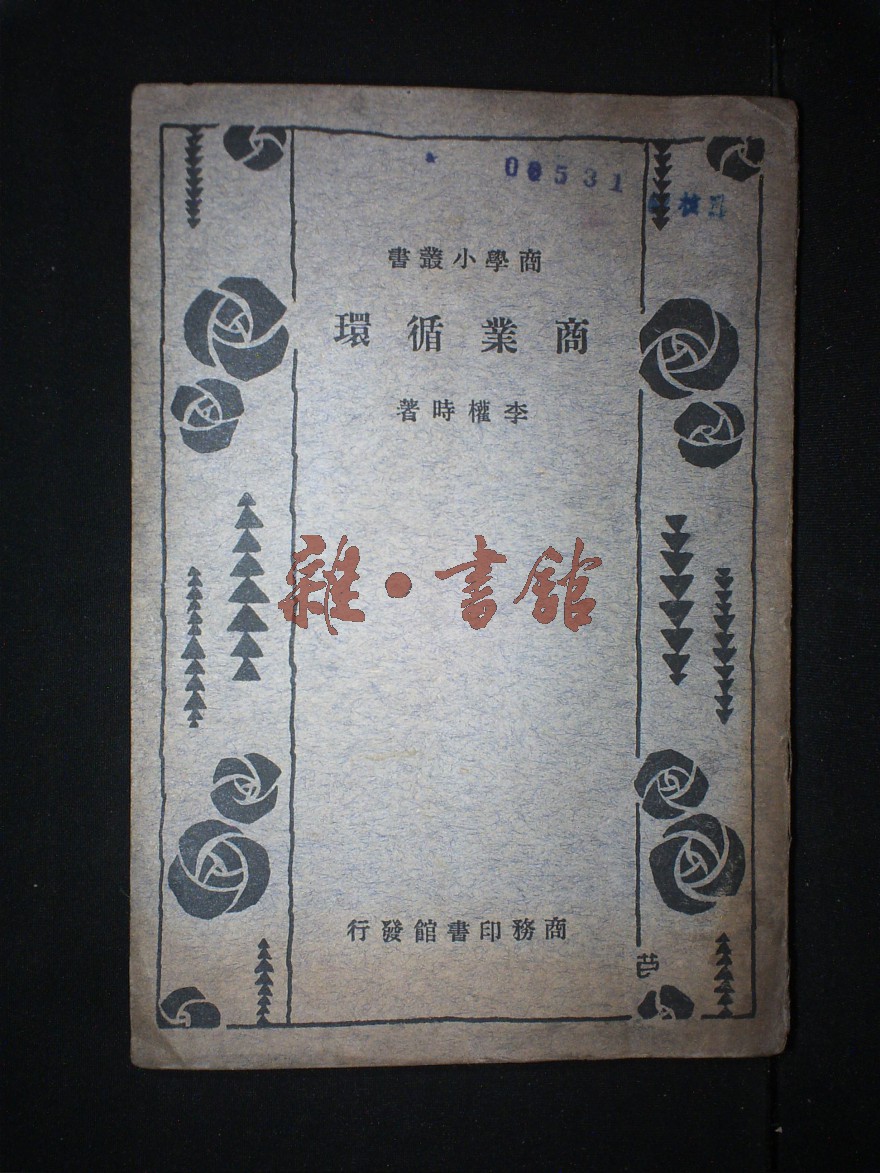 00531
商學小叢書
商業循環
李權時著
雜·書館
商務印書館發行